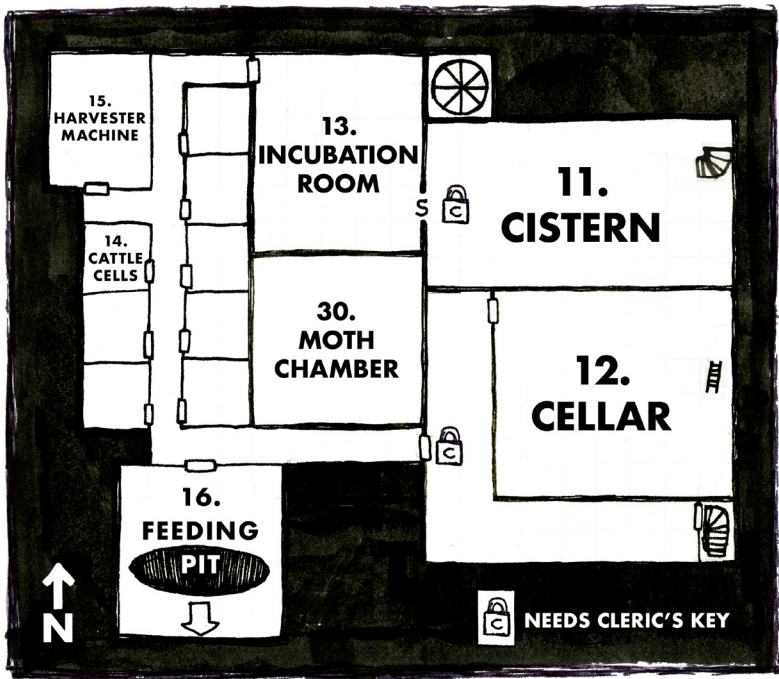 15.
HARVESTER
MACHINE
13.
INCUBATION
ROOM
11.
CISTERN
S
C
14.
CATTLE
CELLS
30.
MOTH
CHAMBER
12.
CELLAR
C
16.
FEEDING
PIT
N
C NEEDS CLERIC'S KEY